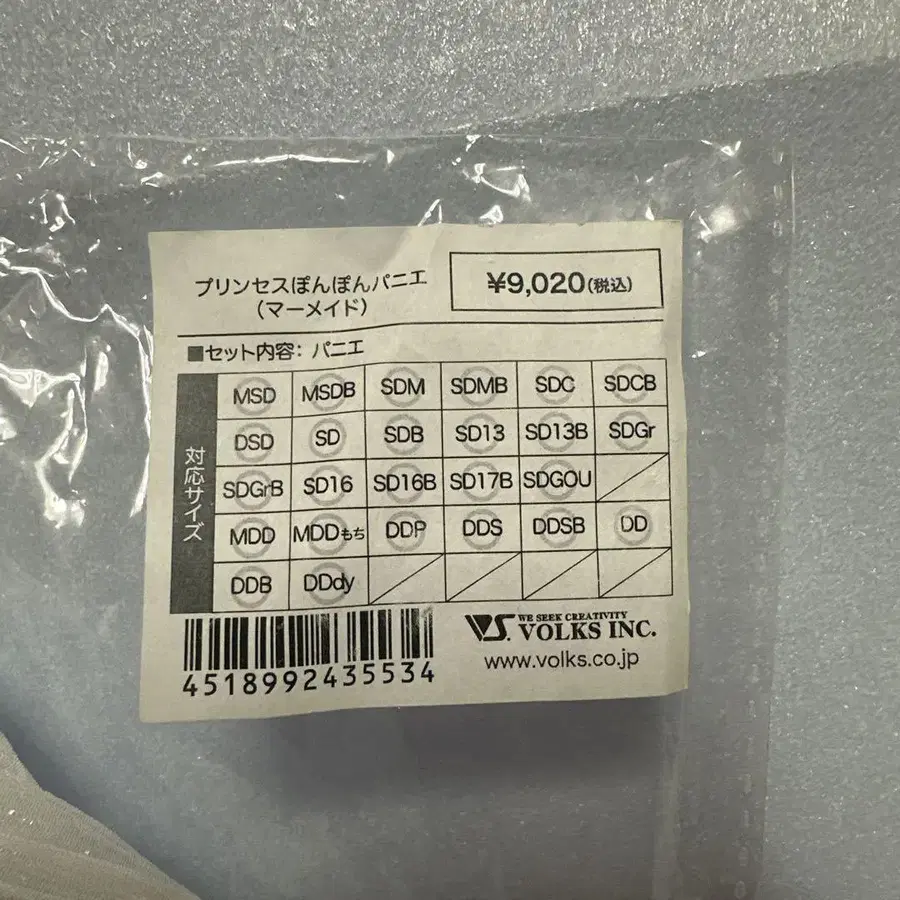 プリンセスぽんぽんパニエ
(マーメイド)
¥9,020(税込)
■セット内容: パニエ
対応サイズ
MSD MSDB SDM SDMB SDC SDCB
DSD SD SDB SD13 SD13B SDGr
SDGrB SD16 SD16B SD17B SDGOU
MDD MDDもち DDP DDS DDSB DD
DDB DDdy
4518992435534
VS. WE SEEK CREATIVITY
VOLKS INC.
www.volks.co.jp